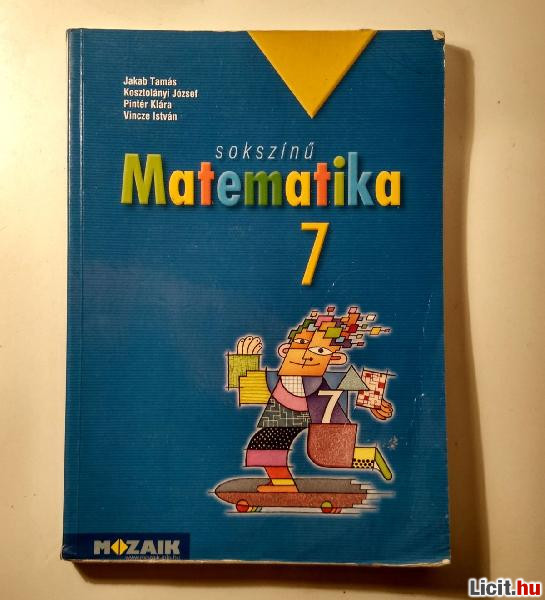 Jakab Tamás
Kosztolányi József
Pintér Klára
Vincze István
sokszínű
Matematika
7
7
MOZAIK
Licit.hu